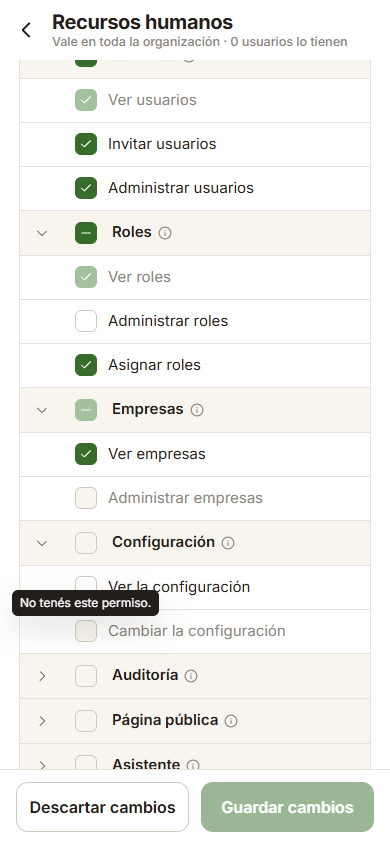 Recursos humanos
Vale en toda la organización · 0 usuarios lo tienen
Ver usuarios
Invitar usuarios
Administrar usuarios
Roles
Ver roles
Administrar roles
Asignar roles
Empresas
Ver empresas
Administrar empresas
Configuración
Ver la configuración
No tenés este permiso.
Cambiar la configuración
Auditoría
Página pública
Asistente
Descartar cambios
Guardar cambios